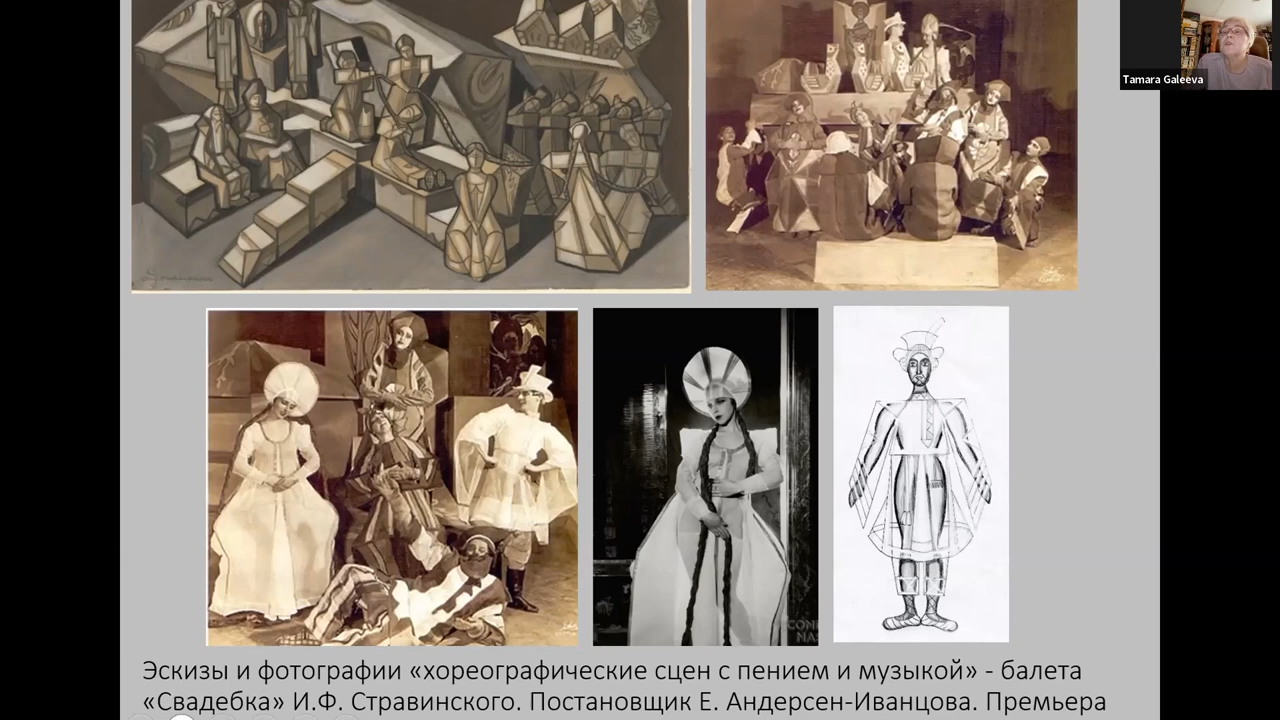 Tamara Galeeva
Эскизы и фотографии «хореографические сцен с пением и музыкой» - балета
«Свадебка» И.Ф. Стравинского. Постановщик Е. Андерсен-Иванцова. Премьера